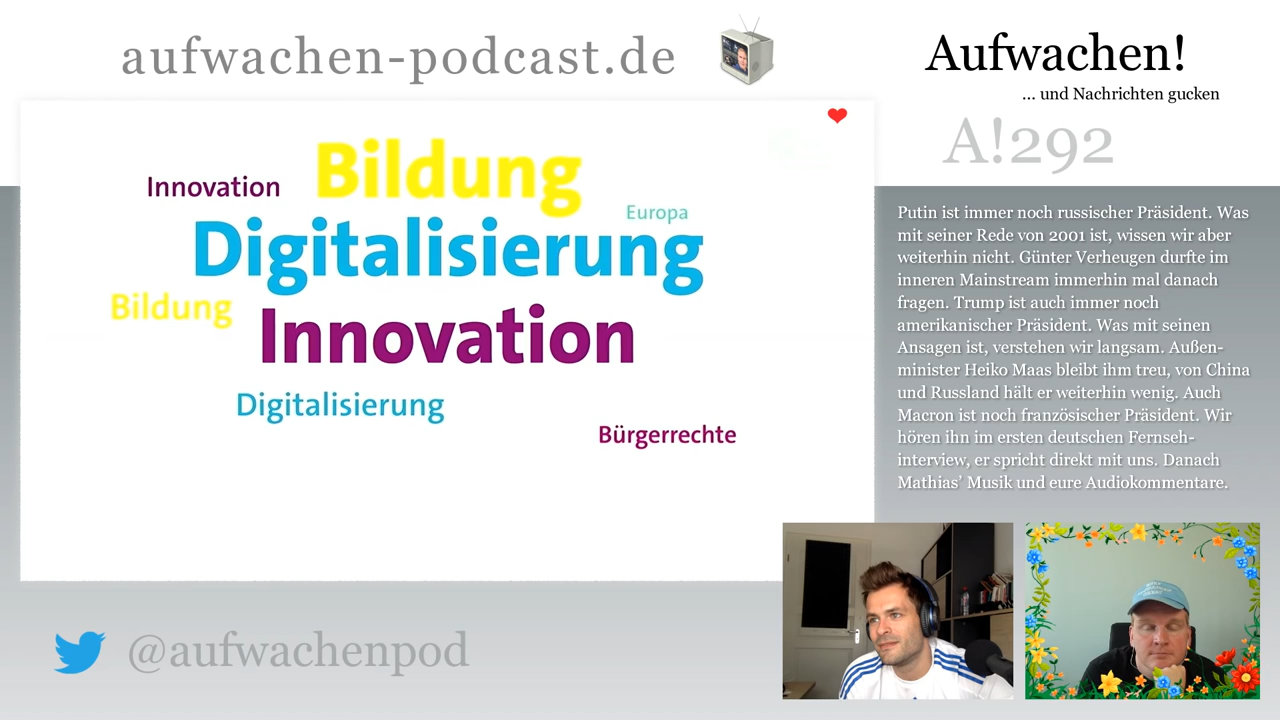 aufwachen-podcast.de
Aufwachen!
... und Nachrichten gucken
A!292
Bildung
Innovation
Europa
Digitalisierung
Bildung
Innovation
Digitalisierung
Bürgerrechte
Putin ist immer noch russischer Präsident. Was
mit seiner Rede von 2001 ist, wissen wir aber
weiterhin nicht. Günter Verheugen durfte im
inneren Mainstream immerhin mal danach
fragen. Trump ist auch immer noch
amerikanischer Präsident. Was mit seinen
Ansagen ist, verstehen wir langsam. Außen-
minister Heiko Maas bleibt ihm treu, von China
und Russland hält er weiterhin wenig. Auch
Macron ist noch französischer Präsident. Wir
hören ihn im ersten deutschen Fernseh-
interview, er spricht direkt mit uns. Danach
Mathias' Musik und eure Audiokommentare.
@aufwachenpod